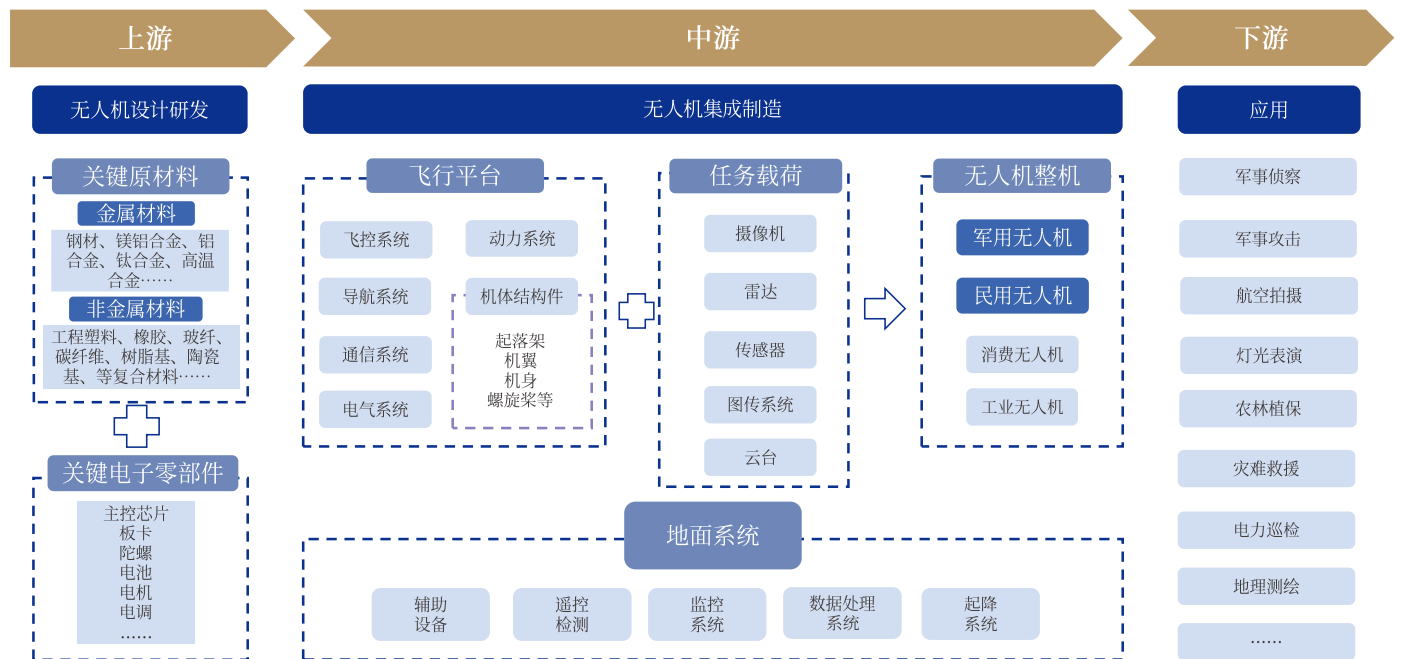 上游
中游
下游
无人机设计研发
无人机集成制造
应用
关键原材料
金属材料
钢材、镁铝合金、铝
合金、钛合金、高温
合金……
非金属材料
工程塑料、橡胶、玻纤、
碳纤维、树脂基、陶瓷
基、等复合材料……
关键电子零部件
主控芯片
板卡
陀螺
电池
电机
电调
……
飞行平台
飞控系统
导航系统
通信系统
电气系统
动力系统
机体结构件
起落架
机翼
机身
螺旋桨等
任务载荷
摄像机
雷达
传感器
图传系统
云台
无人机整机
军用无人机
民用无人机
消费无人机
工业无人机
地面系统
辅助
设备
遥控
检测
监控
系统
数据处理
系统
起降
系统
军事侦察
军事攻击
航空拍摄
灯光表演
农林植保
灾难救援
电力巡检
地理测绘
……